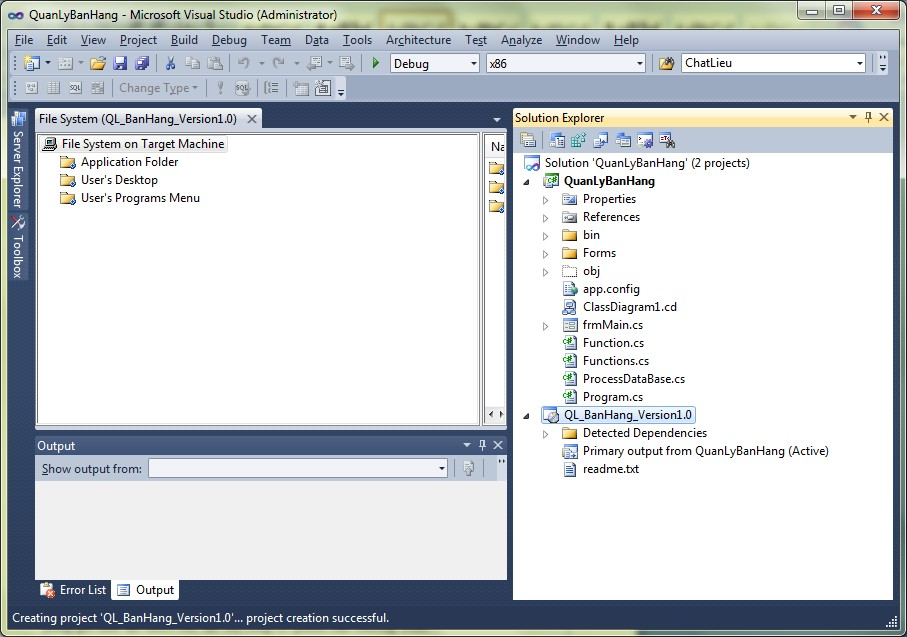 QuanLyBanHang - Microsoft Visual Studio (Administrator)
File Edit View Project Build Debug Team Data Tools Architecture Test Analyze Window Help
Debug x86 ChatLieu
SQL Change Type SQL
File System (QL_BanHang_Version1.0)
File System on Target Machine
Application Folder
User's Desktop
User's Programs Menu
Na
Server Explorer
Toolbox
Output
Show output from:
Error List Output
Solution Explorer
Solution 'QuanLyBanHang' (2 projects)
QuanLyBanHang
Properties
References
bin
Forms
obj
app.config
ClassDiagram1.cd
frmMain.cs
Function.cs
Functions.cs
ProcessDataBase.cs
Program.cs
QL_BanHang_Version1.0
Detected Dependencies
Primary output from QuanLyBanHang (Active)
readme.txt
Creating project 'QL_BanHang_Version1.0'... project creation successful.